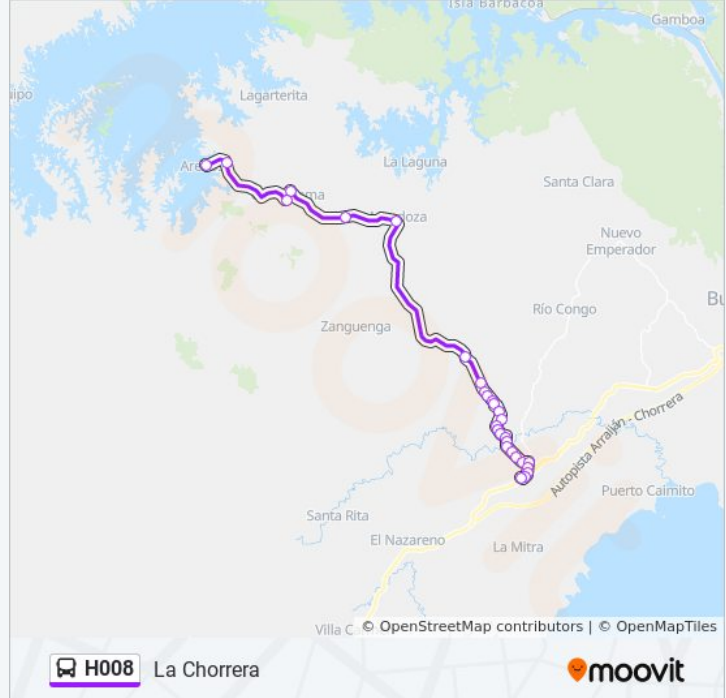 Isla Barbacoa
Gamboa
Lagarterita
La Laguna
Santa Clara
Nuevo
Emperador
Río Congo
Zanguenga
Autopista Arraiján - Chorrera
Puerto Caimito
Santa Rita
El Nazareno
La Mitra
© OpenStreetMap contributors | © OpenMapTiles
H008 La Chorrera
moovit